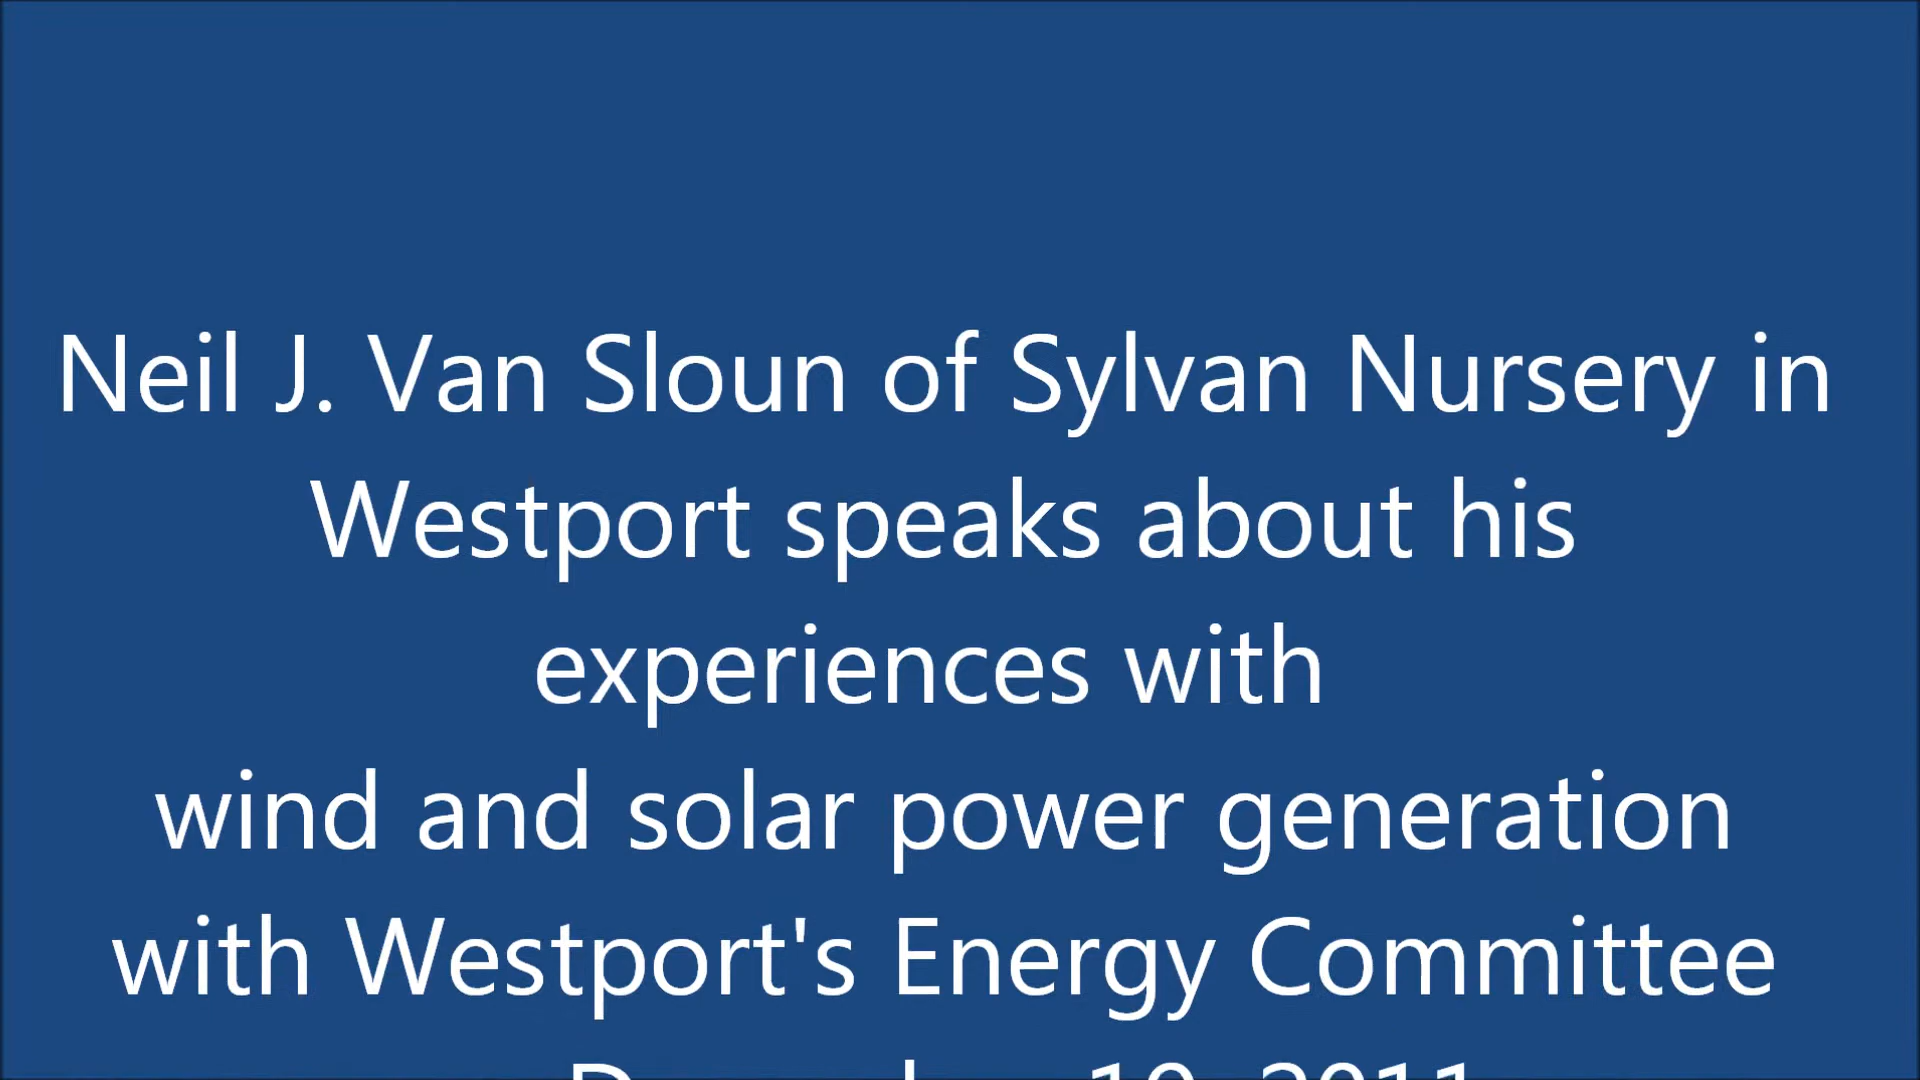 Neil J. Van Sloun of Sylvan Nursery in
Westport speaks about his
experiences with
wind and solar power generation
with Westport's Energy Committee